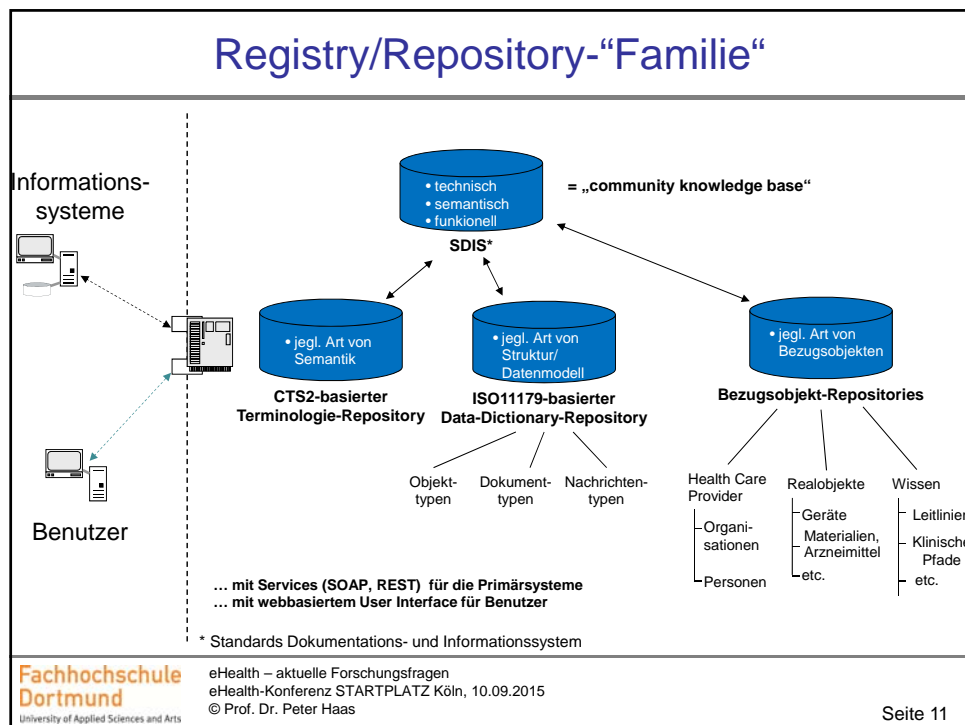 Registry/Repository-“Familie“
Informations-
systeme
• technisch
• semantisch
• funkionell
= „community knowledge base“
SDIS*
• jegl. Art von
Semantik
• jegl. Art von
Struktur/
Datenmodell
• jegl. Art von
Bezugsobjekten
CTS2-basierter
Terminologie-Repository
ISO11179-basierter
Data-Dictionary-Repository
Bezugsobjekt-Repositories
Objekt-
typen
Dokument-
typen
Nachrichten-
typen
Health Care
Provider
Organi-
sationen
Personen
Realobjekte
Geräte
Materialien,
Arzneimittel
etc.
Wissen
Leitlinien
Klinische
Pfade
etc.
Benutzer
… mit Services (SOAP, REST) für die Primärsysteme
… mit webbasiertem User Interface für Benutzer
* Standards Dokumentations- und Informationssystem
Fachhochschule
Dortmund
University of Applied Sciences and Arts
eHealth – aktuelle Forschungsfragen
eHealth-Konferenz STARTPLATZ Köln, 10.09.2015
© Prof. Dr. Peter Haas
Seite 11